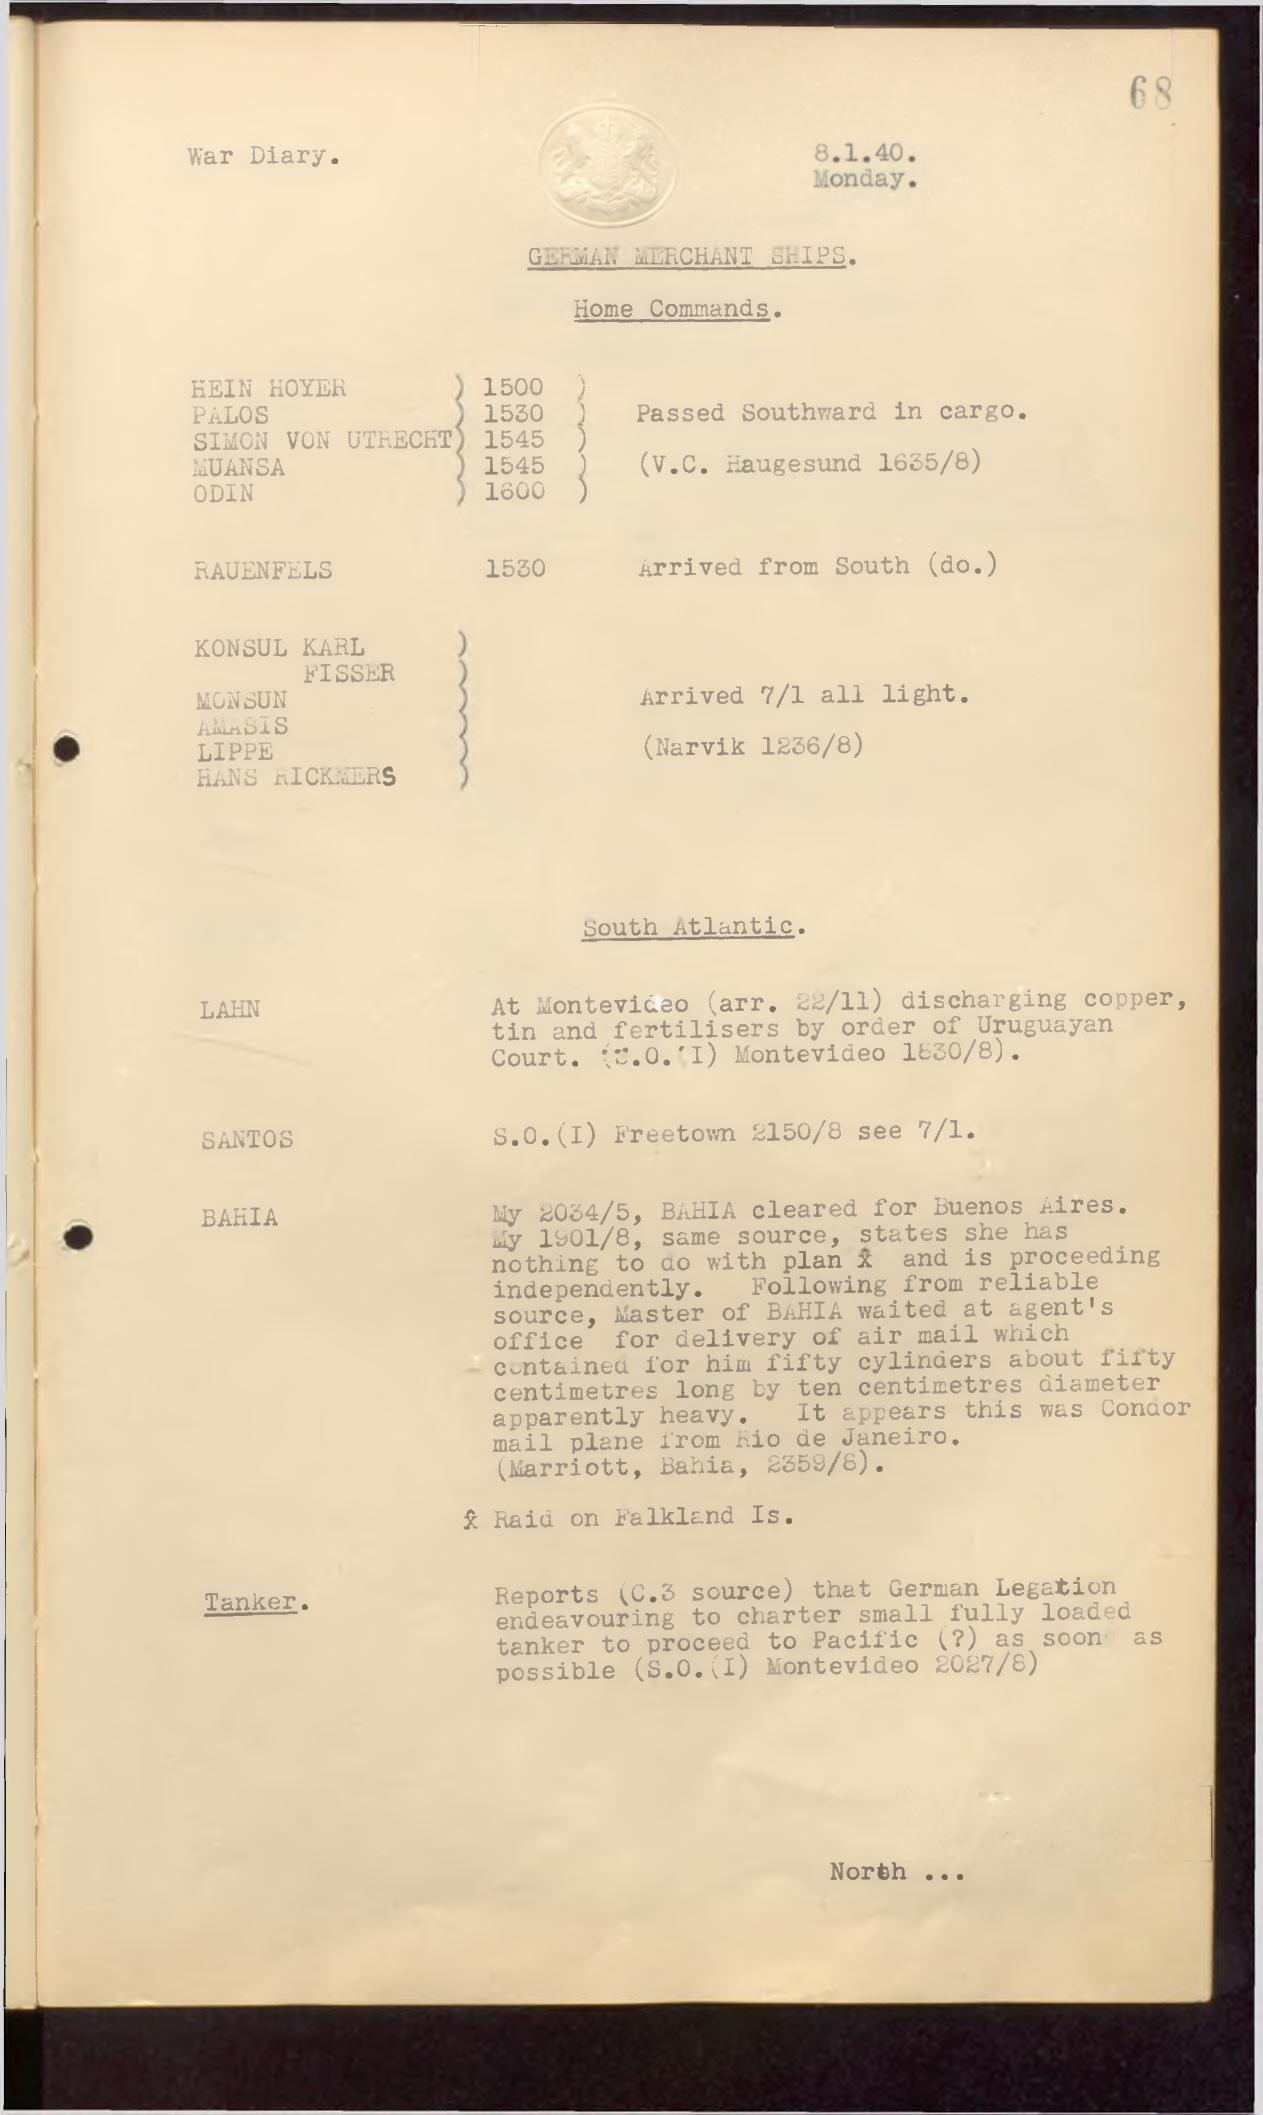 68
War Diary.
8.1.40.
Monday.
GERMAN MERCHANT SHIPS.
Home Commands.
HEIN HOYER ) 1500 )
PALOS ) 1530 ) Passed Southward in cargo.
SIMON VON UTRECHT) 1545 )
MUANSA ) 1545 ) (V.C. Haugesund 1635/8)
ODIN ) 1600 )
RAUENFELS 1530 Arrived from South (do.)
KONSUL KARL )
FISSER )
MONSUN ) Arrived 7/1 all light.
AMASIS )
LIPPE ) (Narvik 1236/8)
HANS RICKMERS )
South Atlantic.
LAHN At Montevideo (arr. 22/11) discharging copper,
tin and fertilisers by order of Uruguayan
Court. (S.O.(I) Montevideo 1830/8).
SANTOS S.O.(I) Freetown 2150/8 see 7/1.
BAHIA My 2034/5, BAHIA cleared for Buenos Aires.
My 1901/8, same source, states she has
nothing to do with plan x and is proceeding
independently. Following from reliable
source, Master of BAHIA waited at agent's
office for delivery of air mail which
contained for him fifty cylinders about fifty
centimetres long by ten centimetres diameter
apparently heavy. It appears this was Condor
mail plane from Rio de Janeiro.
(Marriott, Bahia, 2359/8).
x Raid on Falkland Is.
Tanker. Reports (C.3 source) that German Legation
endeavouring to charter small fully loaded
tanker to proceed to Pacific (?) as soon as
possible (S.O.(I) Montevideo 2027/8)
North ...